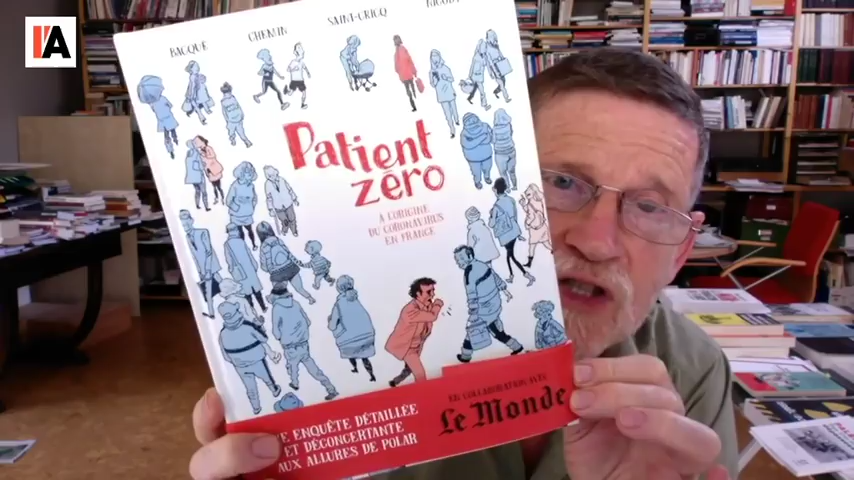 IA
BACQUÉ CHEMIN SAINT-CRICQ NICOBY
Patient
zéro
À L'ORIGINE
DU CORONAVIRUS
EN FRANCE
E ENQUÊTE DÉTAILLÉE
ET DÉCONCERTANTE
AUX ALLURES DE POLAR
EN COLLABORATION AVEC
Le Monde